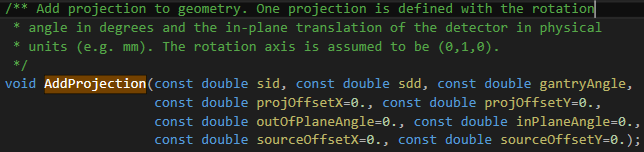 /** Add projection to geometry. One projection is defined with the rotation
* angle in degrees and the in-plane translation of the detector in physical
* units (e.g. mm). The rotation axis is assumed to be (0,1,0).
*/
void AddProjection(const double sid, const double sdd, const double gantryAngle,
const double projOffsetX=0., const double projOffsetY=0.,
const double outOfPlaneAngle=0., const double inPlaneAngle=0.,
const double sourceOffsetX=0., const double sourceOffsetY=0.);